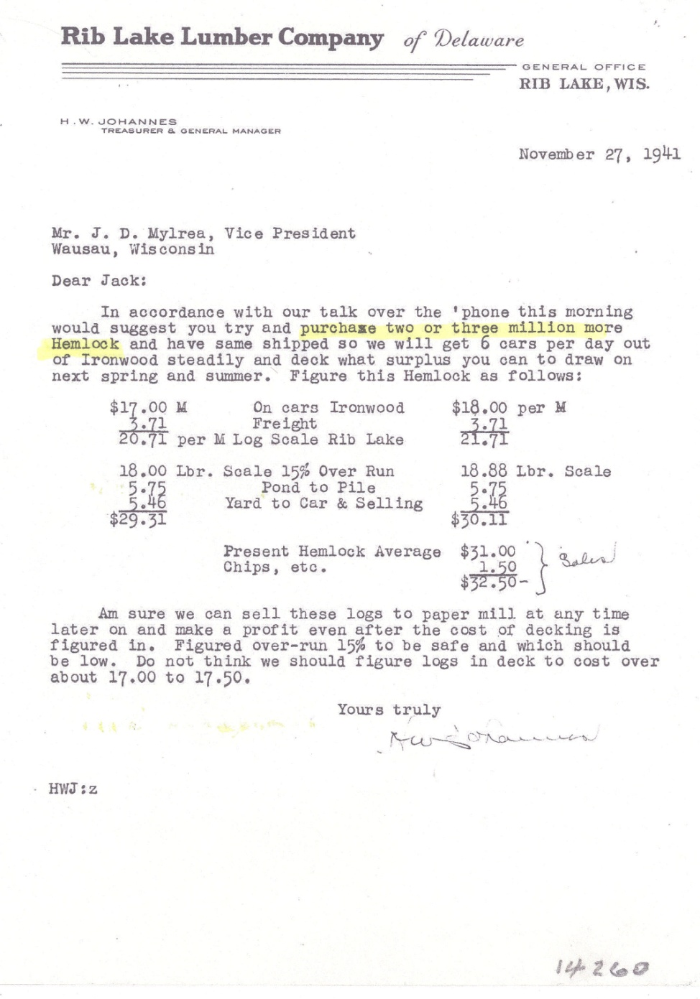 Rib Lake Lumber Company of Delaware
GENERAL OFFICE
RIB LAKE, WIS.
H. W. JOHANNES
TREASURER & GENERAL MANAGER
November 27, 1941
Mr. J. D. Mylrea, Vice President
Wausau, Wisconsin
Dear Jack:
In accordance with our talk over the 'phone this morning
would suggest you try and purchase two or three million more
Hemlock and have same shipped so we will get 6 cars per day out
of Ironwood steadily and deck what surplus you can to draw on
next spring and summer. Figure this Hemlock as follows:
$17.00 M On cars Ironwood $18.00 per M
3.71 Freight 3.71
20.71 per M Log Scale Rib Lake 21.71
18.00 Lbr. Scale 15% Over Run 18.88 Lbr. Scale
5.75 Pond to Pile 5.75
5.46 Yard to Car & Selling 5.46
$29.31 $30.11
Present Hemlock Average $31.00
Chips, etc. 1.50
$32.50-
Sales
Am sure we can sell these logs to paper mill at any time
later on and make a profit even after the cost of decking is
figured in. Figured over-run 15% to be safe and which should
be low. Do not think we should figure logs in deck to cost over
about 17.00 to 17.50.
Yours truly
HW Johannes
HWJ:z
14260